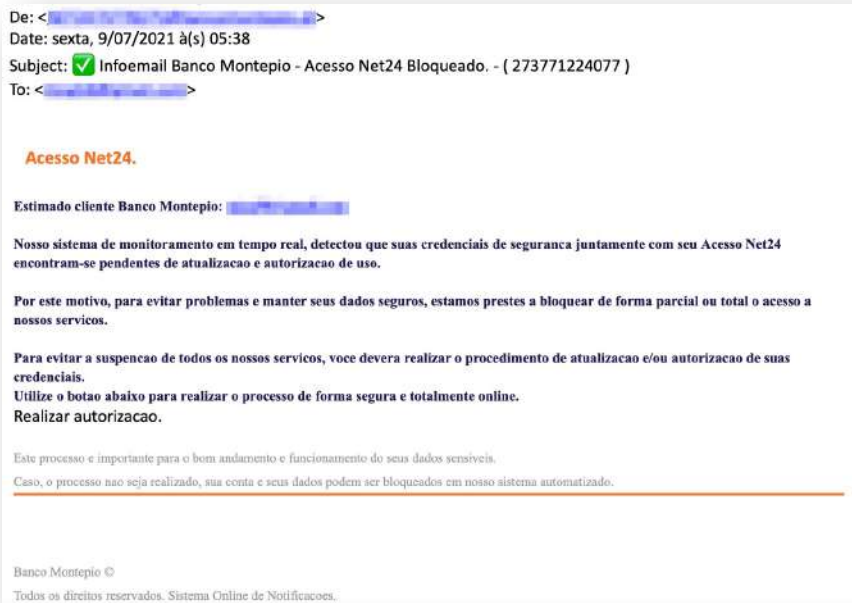 De: < >
Date: sexta, 9/07/2021 à(s) 05:38
Subject: ✅ Infoemail Banco Montepio - Acesso Net24 Bloqueado. - ( 273771224077 )
To: < >
Acesso Net24.
Estimado cliente Banco Montepio:
Nosso sistema de monitoramento em tempo real, detectou que suas credenciais de seguranca juntamente com seu Acesso Net24
encontram-se pendentes de atualizacao e autorizacao de uso.
Por este motivo, para evitar problemas e manter seus dados seguros, estamos prestes a bloquear de forma parcial ou total o acesso a
nossos servicos.
Para evitar a suspencao de todos os nossos servicos, voce devera realizar o procedimento de atualizacao e/ou autorizacao de suas
credenciais.
Utilize o botao abaixo para realizar o processo de forma segura e totalmente online.
Realizar autorizacao.
Este processo e importante para o bom andamento e funcionamento do seus dados sensiveis.
Caso, o processo nao seja realizado, sua conta e seus dados podem ser bloqueados em nosso sistema automatizado.
Banco Montepio ©
Todos os direitos reservados. Sistema Online de Notificacoes.